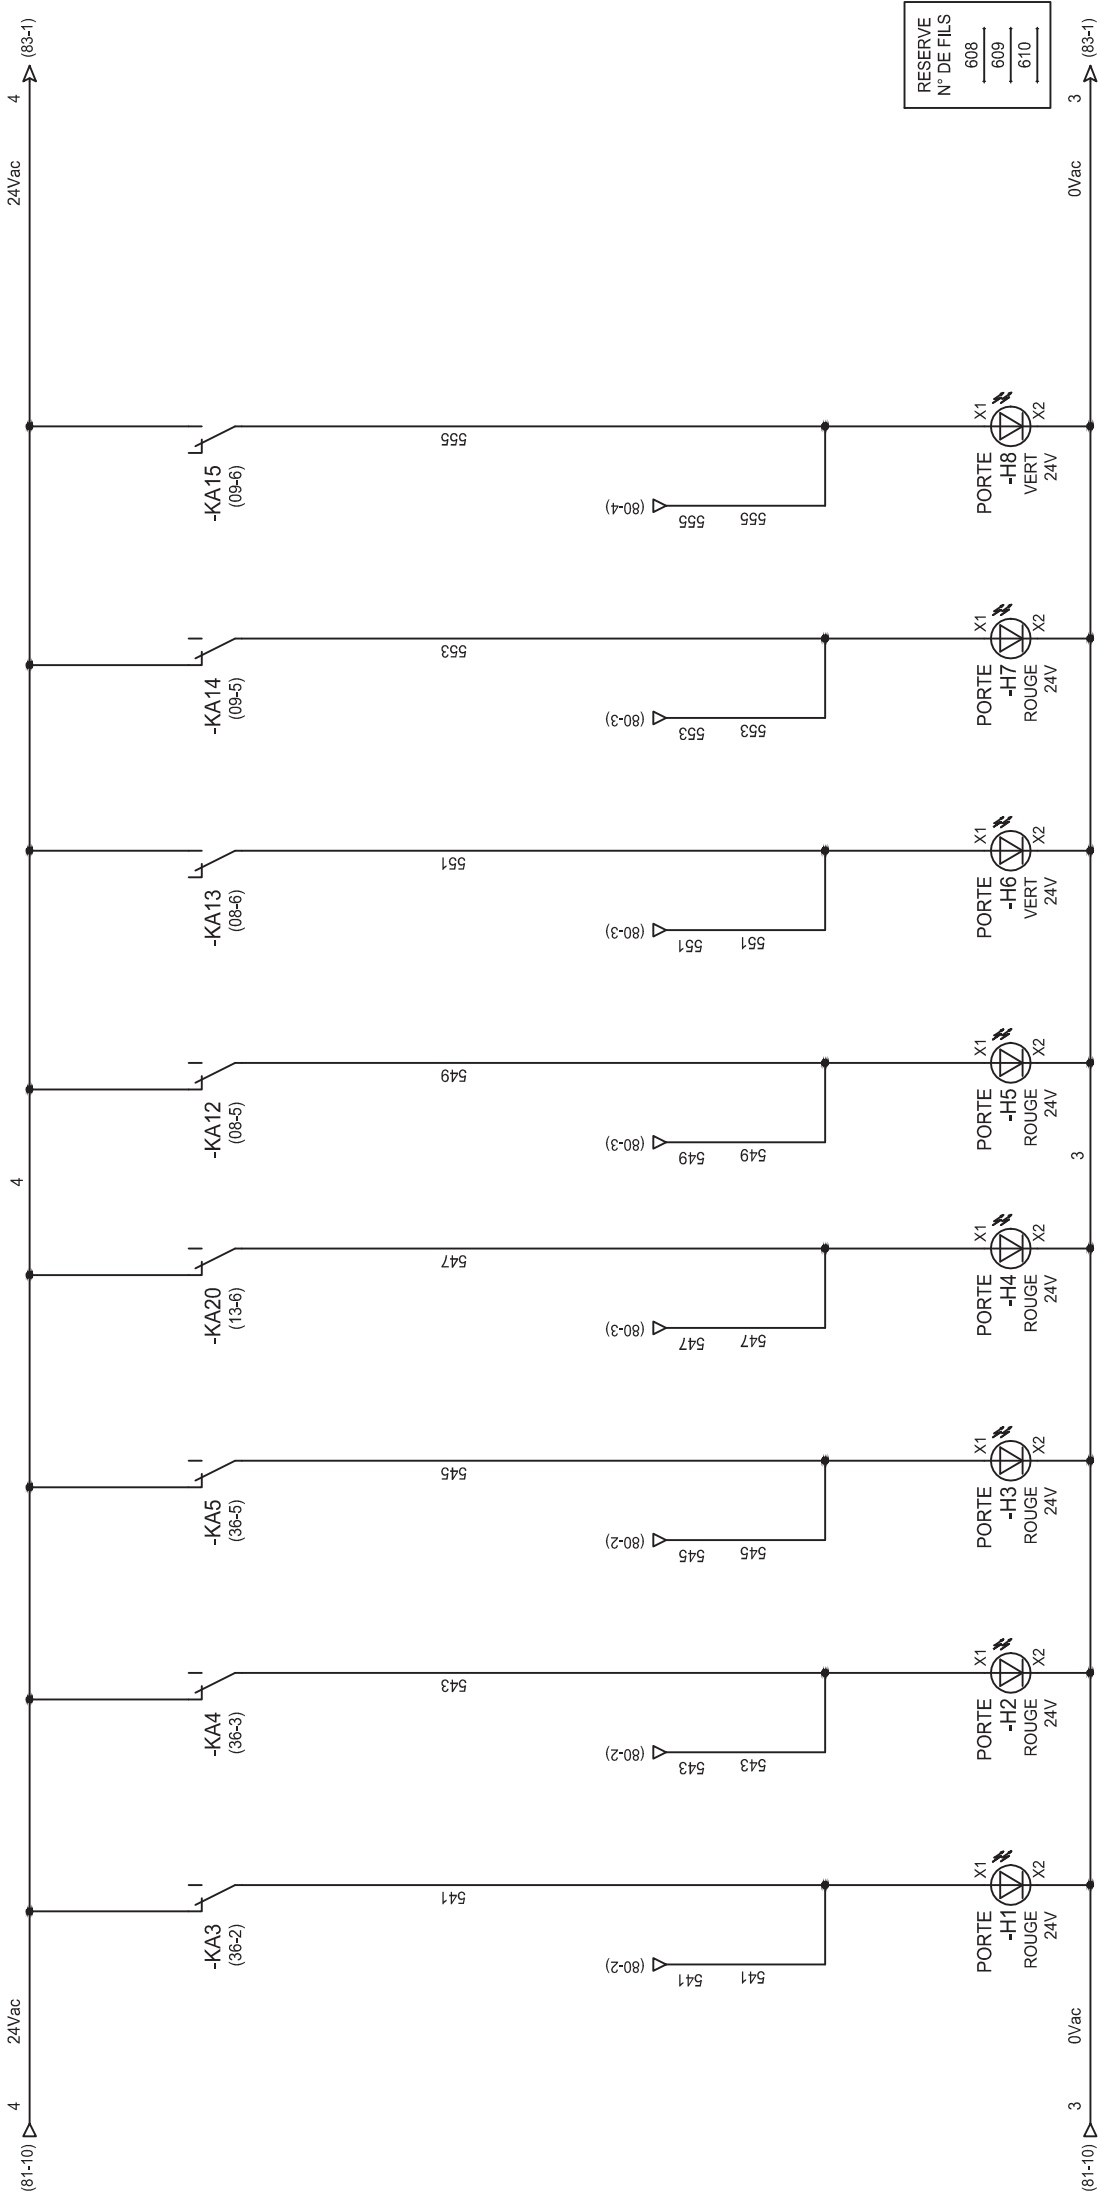 (81-10)
4
24Vac
4
24Vac
4
(83-1)
-KA3
(36-2)
541
(80-2)
541
541
PORTE
-H1
ROUGE
24V
X1
X2
-KA4
(36-3)
543
(80-2)
543
543
PORTE
-H2
ROUGE
24V
X1
X2
-KA5
(36-5)
545
(80-2)
545
545
PORTE
-H3
ROUGE
24V
X1
X2
-KA20
(13-6)
547
(80-3)
547
547
PORTE
-H4
ROUGE
24V
X1
X2
-KA12
(08-5)
549
(80-3)
549
549
PORTE
-H5
ROUGE
24V
X1
X2
-KA13
(08-6)
551
(80-3)
551
551
PORTE
-H6
VERT
24V
X1
X2
-KA14
(09-5)
553
(80-3)
553
553
PORTE
-H7
ROUGE
24V
X1
X2
-KA15
(09-6)
555
(80-4)
555
555
PORTE
-H8
VERT
24V
X1
X2
RESERVE
N° DE FILS
608
609
610
(81-10)
3
0Vac
3
0Vac
3
(83-1)